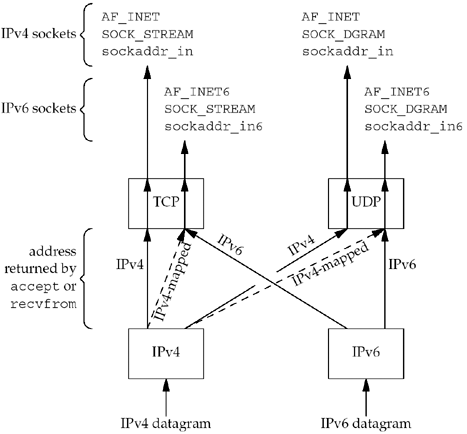 IPv4 sockets
AF_INET
SOCK_STREAM
sockaddr_in
AF_INET
SOCK_DGRAM
sockaddr_in
IPv6 sockets
AF_INET6
SOCK_STREAM
sockaddr_in6
AF_INET6
SOCK_DGRAM
sockaddr_in6
TCP
UDP
address
returned by
accept or
recvfrom
IPv4
IPv4-mapped
IPv6
IPv4
IPv4-mapped
IPv6
IPv4
IPv6
IPv4 datagram
IPv6 datagram